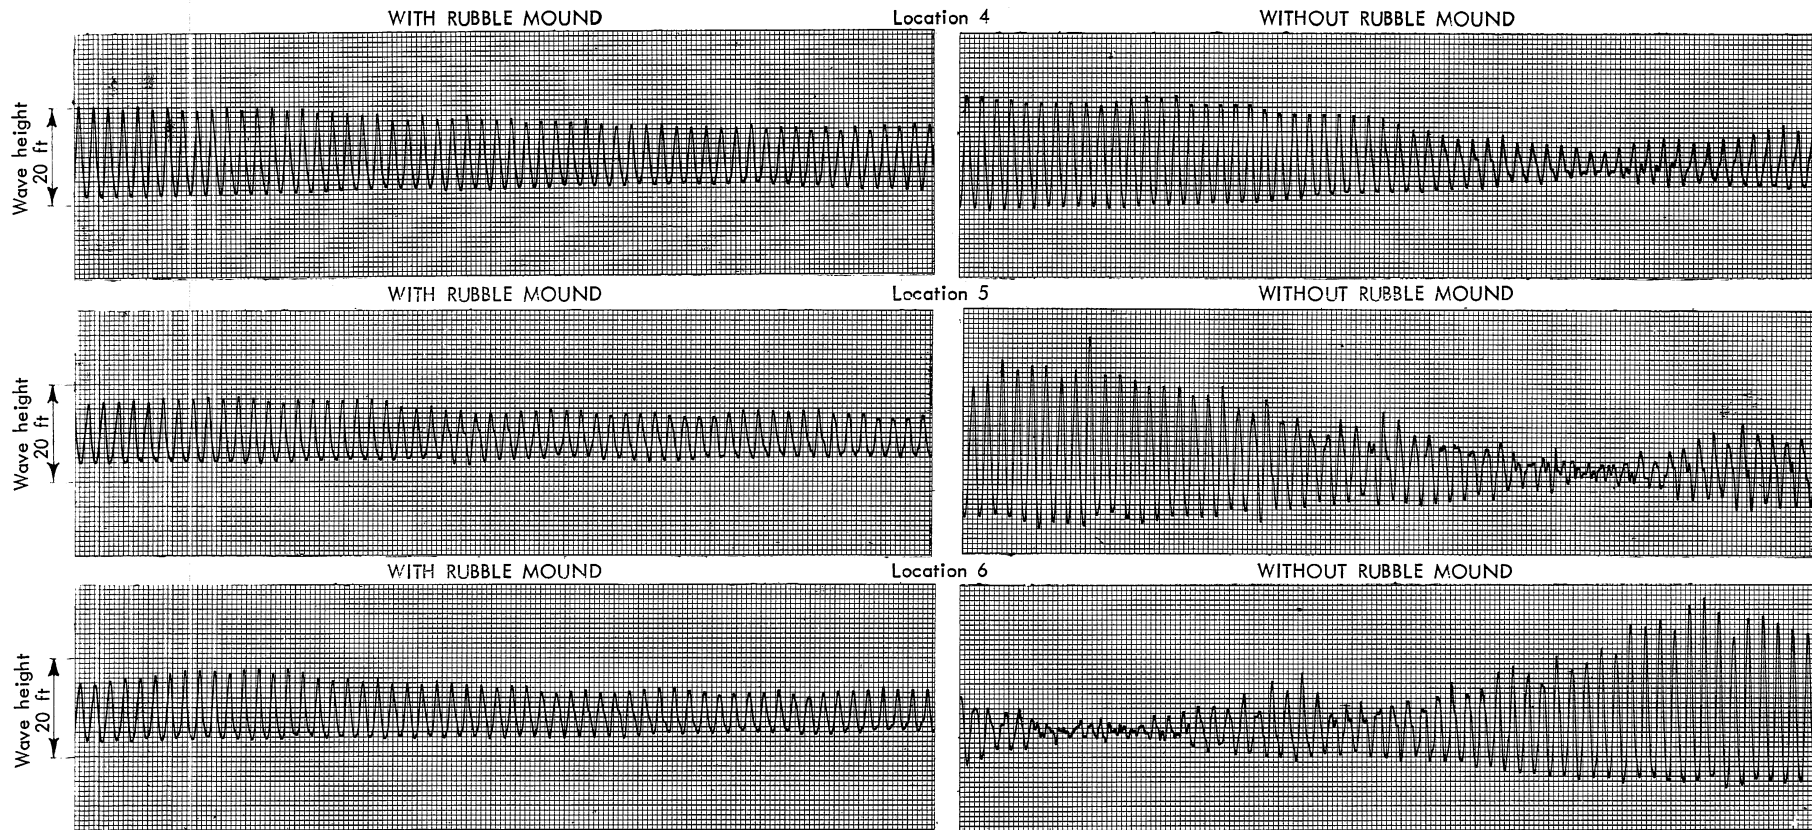 WITH RUBBLE MOUND Location 4 WITHOUT RUBBLE MOUND
Wave height
20 ft
WITH RUBBLE MOUND Location 5 WITHOUT RUBBLE MOUND
Wave height
20 ft
WITH RUBBLE MOUND Location 6 WITHOUT RUBBLE MOUND
Wave height
20 ft